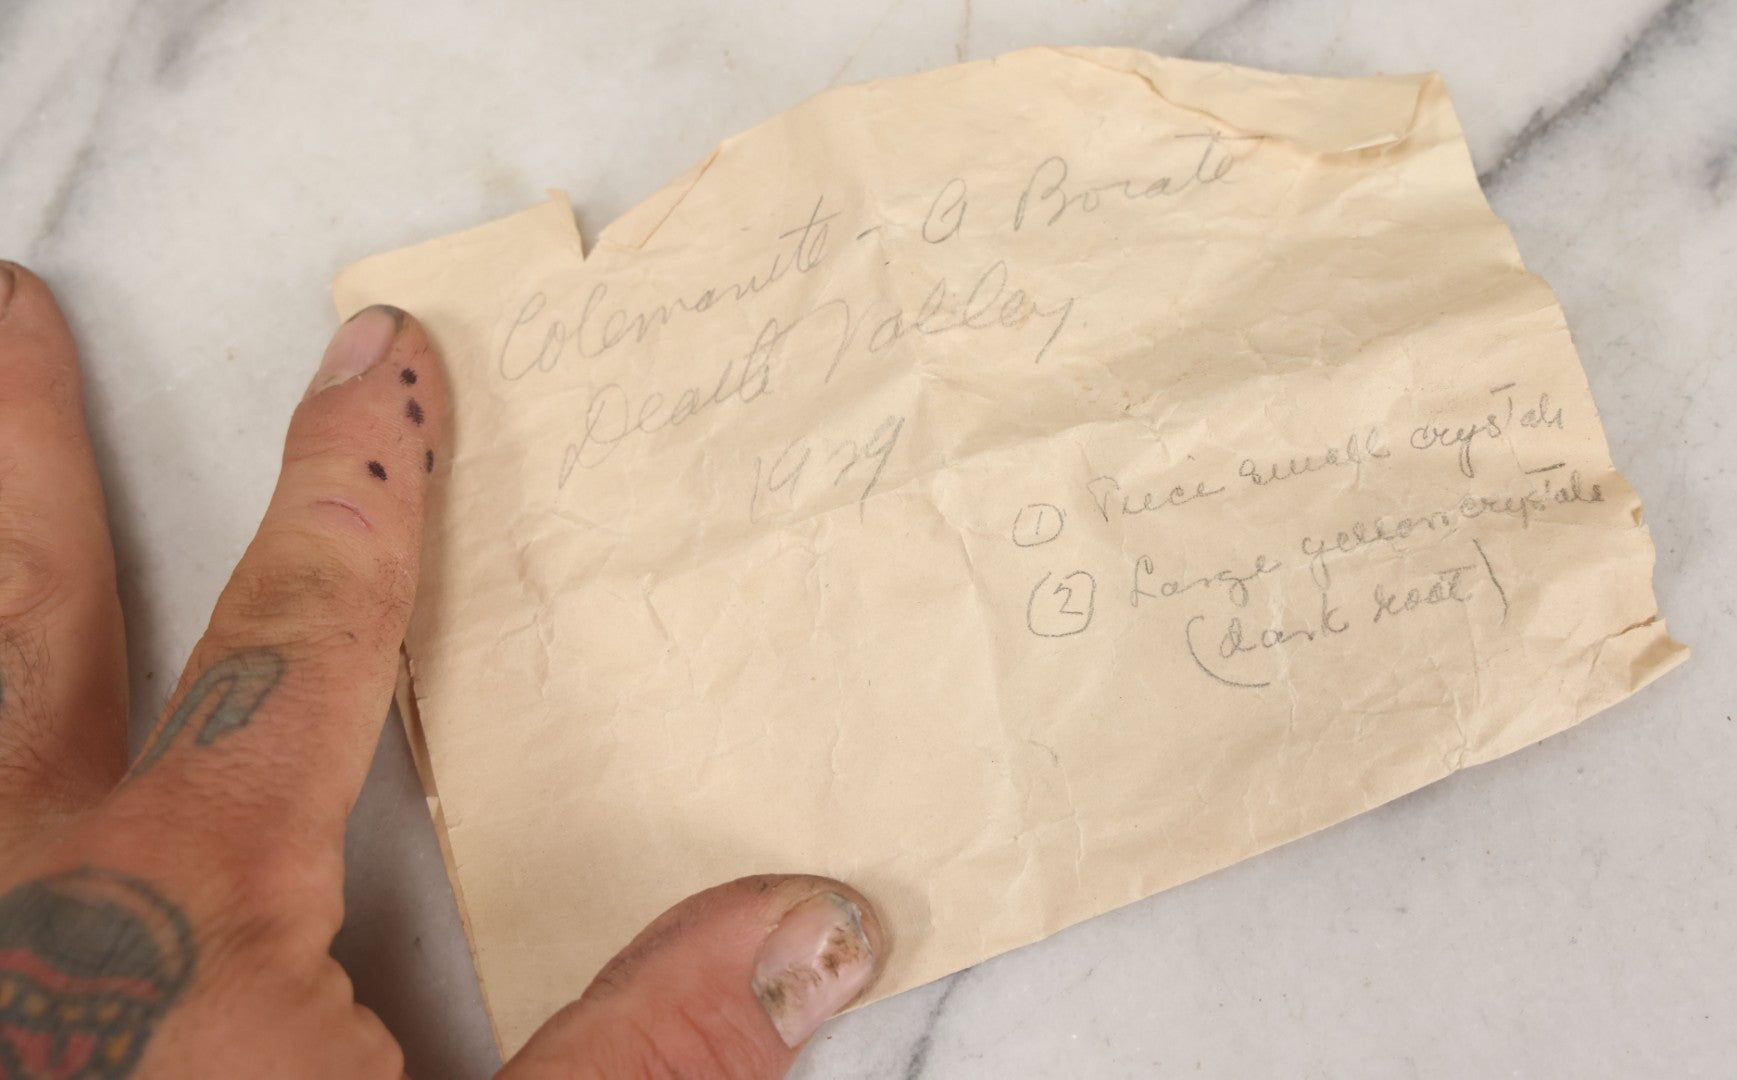 Colemanite - A Borate
Death Valley
1929
① Piece small crystals
② Large yellow crystals
(dark root)